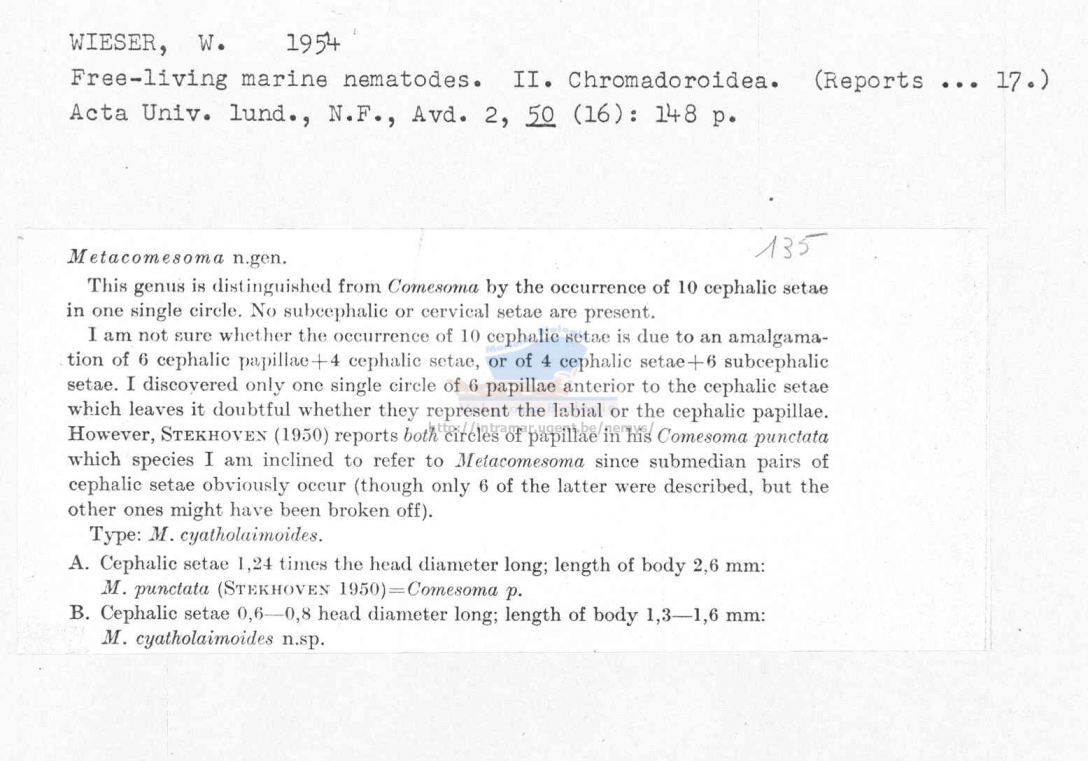 WIESER, W. 1954
Free-living marine nematodes. II. Chromadoroidea. (Reports ... 17.)
Acta Univ. lund., N.F., Avd. 2, 50 (16): 148 p.
135
Metacomesoma n.gen.
This genus is distinguished from Comesoma by the occurrence of 10 cephalic setae
in one single circle. No subcephalic or cervical setae are present.
I am not sure whether the occurrence of 10 cephalic setae is due to an amalgama-
tion of 6 cephalic papillae+4 cephalic setae, or of 4 cephalic setae+6 subcephalic
setae. I discovered only one single circle of 6 papillae anterior to the cephalic setae
which leaves it doubtful whether they represent the labial or the cephalic papillae.
However, STEKHOVEN (1950) reports both circles of papillae in his Comesoma punctata
which species I am inclined to refer to Metacomesoma since submedian pairs of
cephalic setae obviously occur (though only 6 of the latter were described, but the
other ones might have been broken off).
Type: M. cyatholaimoides.
A. Cephalic setae 1,24 times the head diameter long; length of body 2,6 mm:
M. punctata (STEKHOVEN 1950)=Comesoma p.
B. Cephalic setae 0,6—0,8 head diameter long; length of body 1,3—1,6 mm:
M. cyatholaimoides n.sp.
http://intramar.ugent.be/nemys/